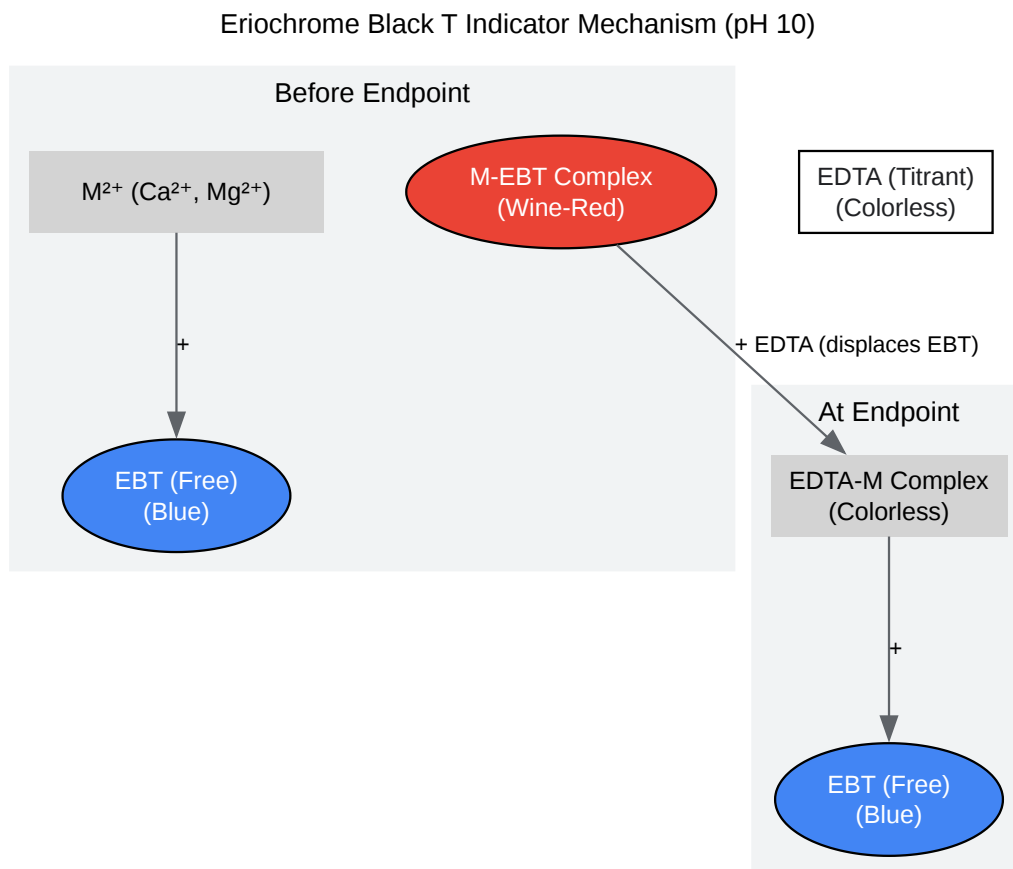 Eriochrome Black T Indicator Mechanism (pH 10)
Before Endpoint
M²⁺ (Ca²⁺, Mg²⁺)
M-EBT Complex
(Wine-Red)
EDTA (Titrant)
(Colorless)
+
+ EDTA (displaces EBT)
At Endpoint
EBT (Free)
(Blue)
EDTA-M Complex
(Colorless)
+
EBT (Free)
(Blue)